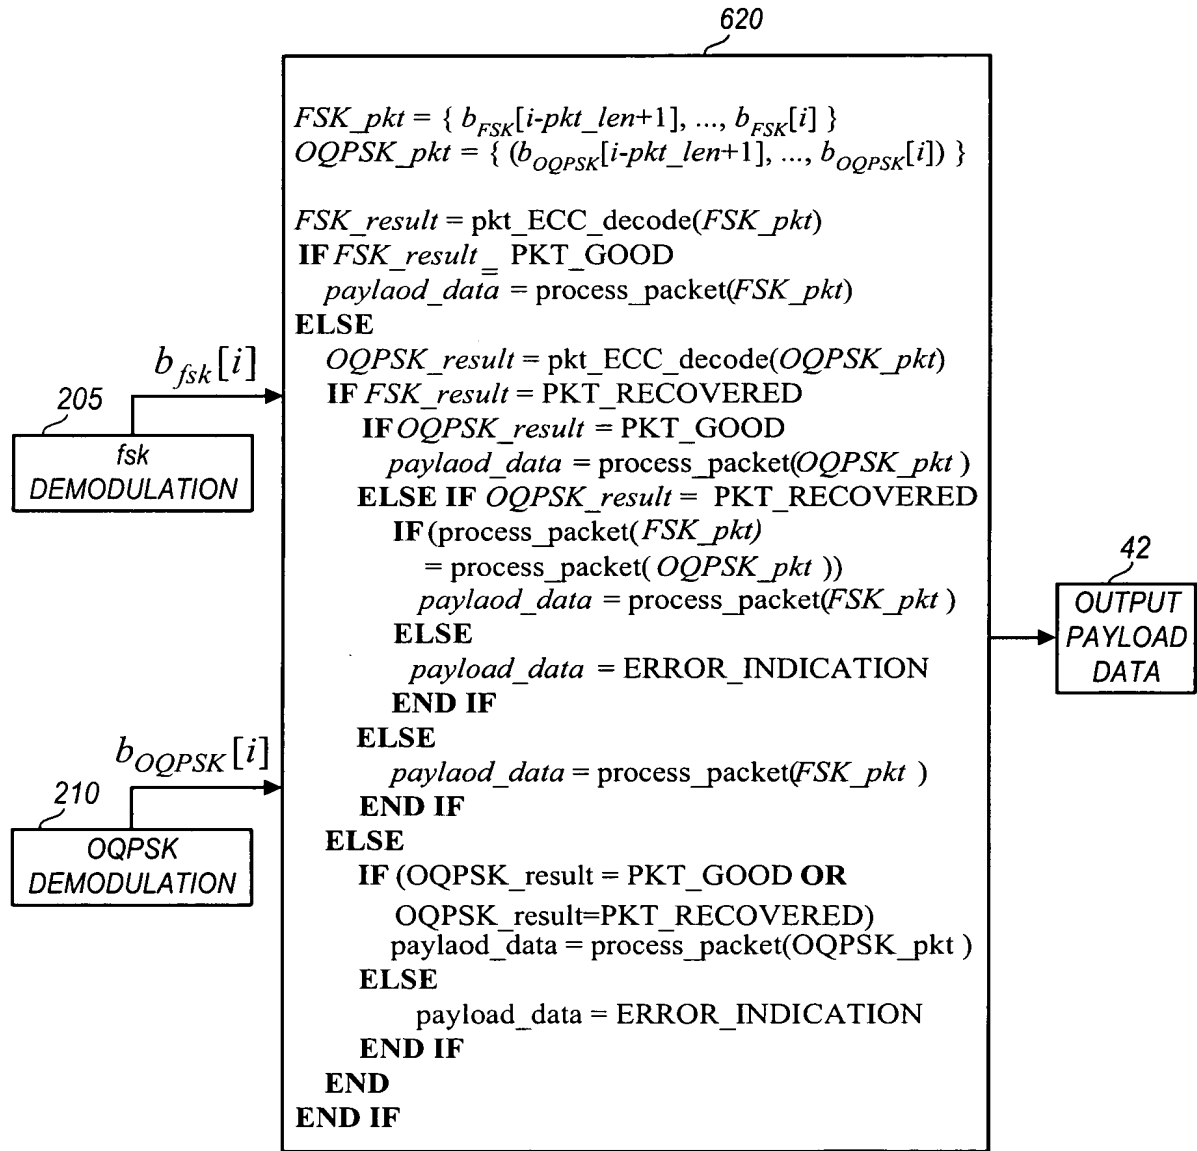 620
FSK_pkt = { b_FSK[i-pkt_len+1], ..., b_FSK[i] }
OQPSK_pkt = { (b_OQPSK[i-pkt_len+1], ..., b_OQPSK[i]) }
FSK_result = pkt_ECC_decode(FSK_pkt)
IF FSK_result = PKT_GOOD
paylaod_data = process_packet(FSK_pkt)
ELSE
OQPSK_result = pkt_ECC_decode(OQPSK_pkt)
IF FSK_result = PKT_RECOVERED
IF OQPSK_result = PKT_GOOD
paylaod_data = process_packet(OQPSK_pkt )
ELSE IF OQPSK_result = PKT_RECOVERED
IF (process_packet(FSK_pkt)
= process_packet( OQPSK_pkt ))
paylaod_data = process_packet(FSK_pkt )
ELSE
payload_data = ERROR_INDICATION
END IF
ELSE
paylaod_data = process_packet(FSK_pkt )
END IF
ELSE
IF (OQPSK_result = PKT_GOOD OR
OQPSK_result=PKT_RECOVERED)
paylaod_data = process_packet(OQPSK_pkt )
ELSE
payload_data = ERROR_INDICATION
END IF
END
END IF
b_fsk[i]
205
fsk
DEMODULATION
b_OQPSK[i]
210
OQPSK
DEMODULATION
42
OUTPUT
PAYLOAD
DATA